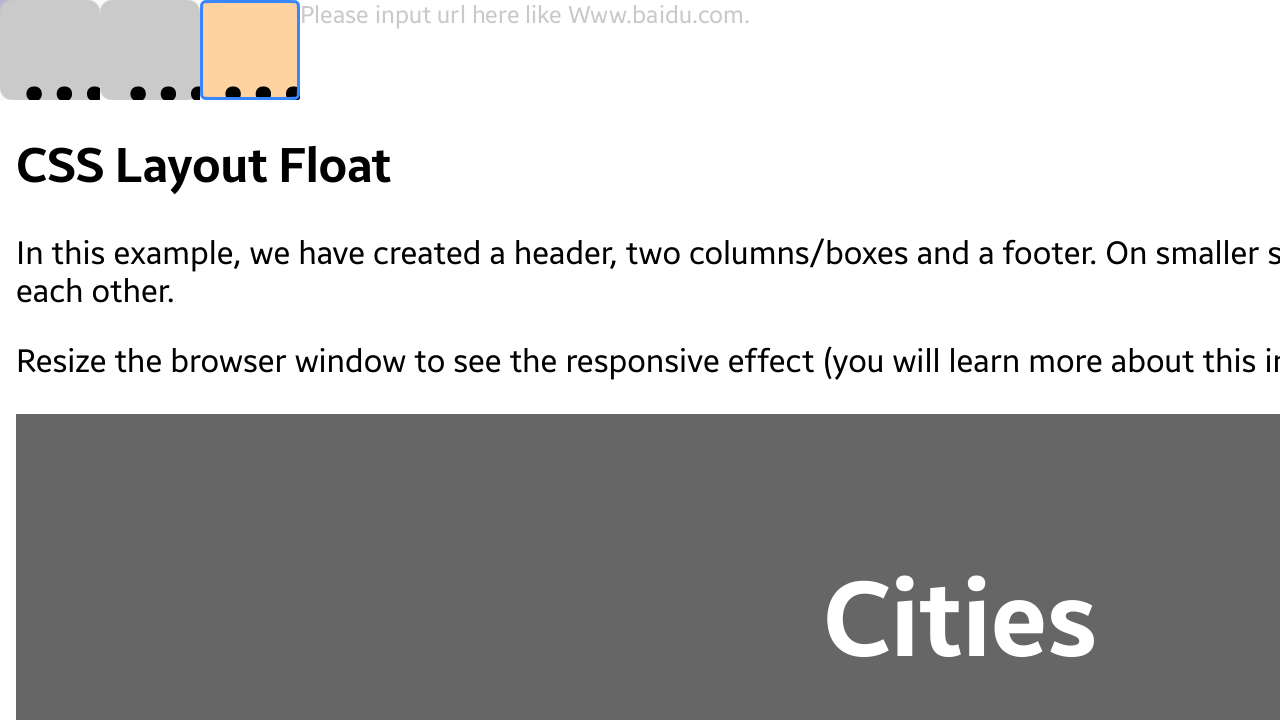 Please input url here like Www.baidu.com.
CSS Layout Float
In this example, we have created a header, two columns/boxes and a footer. On smaller s
each other.
Resize the browser window to see the responsive effect (you will learn more about this i
Cities